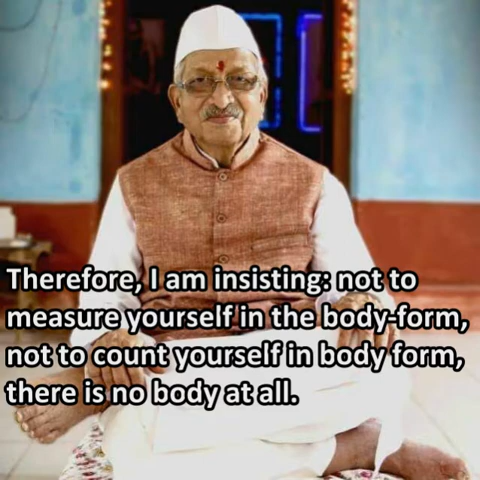 Therefore, I am insisting: not to
measure yourself in the body-form,
not to count yourself in body form,
there is no body at all.